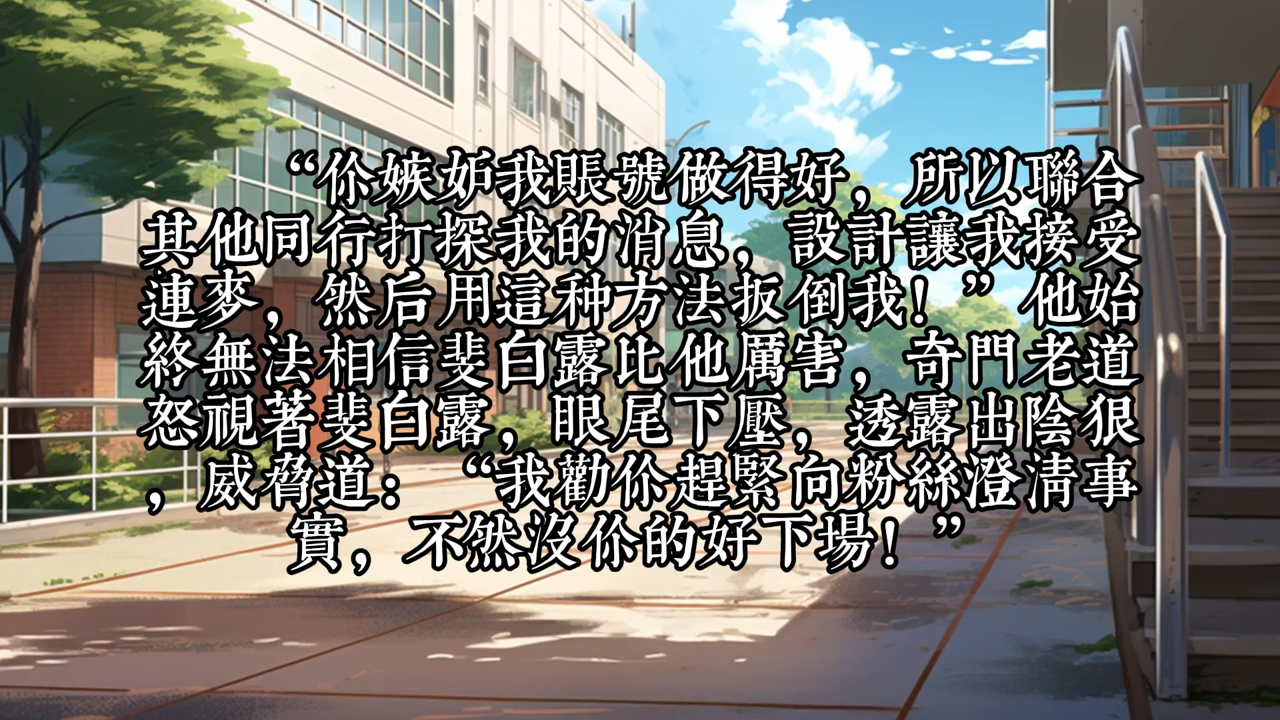 “你嫉妒我賬號做得好，所以聯合
其他同行打探我的消息，設計讓我接受
連麥，然后用這种方法扳倒我！”他始
終無法相信斐白露比他厲害，奇門老道
怒視著斐白露，眼尾下壓，透露出陰狠
，威脅道：“我勸你趕緊向粉絲澄清事
實，不然沒你的好下場！”